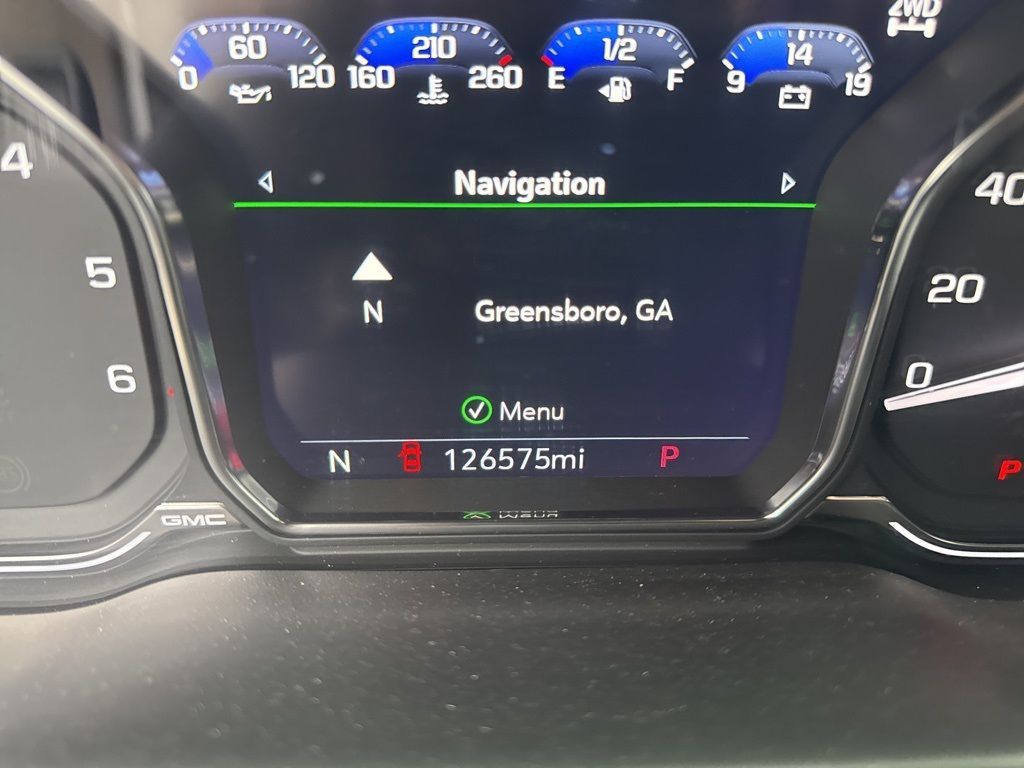 2WD
60 210 1/2 14
0 120 160 260 E F 9 19
Navigation
4 40
5 20
N Greensboro, GA
6 0
Menu
N 126575mi P
P
GMC